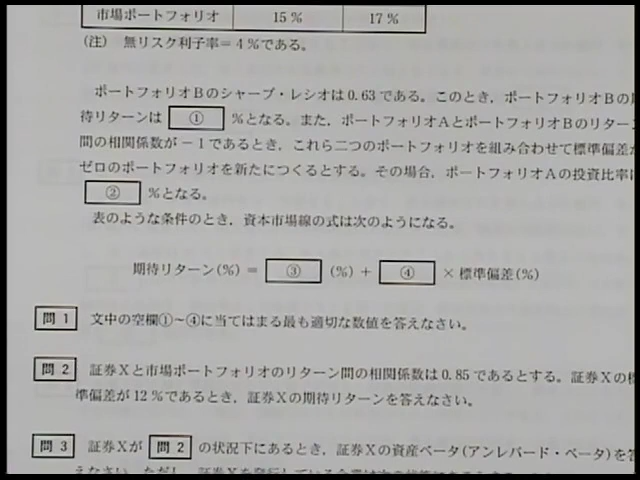 市場ポートフォリオ 15% 17%
(注) 無リスク利子率＝4%である。
ポートフォリオBのシャープ・レシオは0.63である。このとき，ポートフォリオBの
待リターンは ① %となる。また，ポートフォリオAとポートフォリオBのリター
間の相関係数が－1であるとき，これら二つのポートフォリオを組み合わせて標準偏差
ゼロのポートフォリオを新たにつくるとする。その場合，ポートフォリオAの投資比率
② %となる。
表のような条件のとき，資本市場線の式は次のようになる。
期待リターン(%) ＝ ③ (%) ＋ ④ ×標準偏差(%)
問1 文中の空欄①～④に当てはまる最も適切な数値を答えなさい。
問2 証券Xと市場ポートフォリオのリターン間の相関係数は0.85であるとする。証券Xの
準偏差が12%であるとき，証券Xの期待リターンを答えなさい。
問3 証券Xが 問2 の状況下にあるとき，証券Xの資産ベータ(アンレバード・ベータ)を